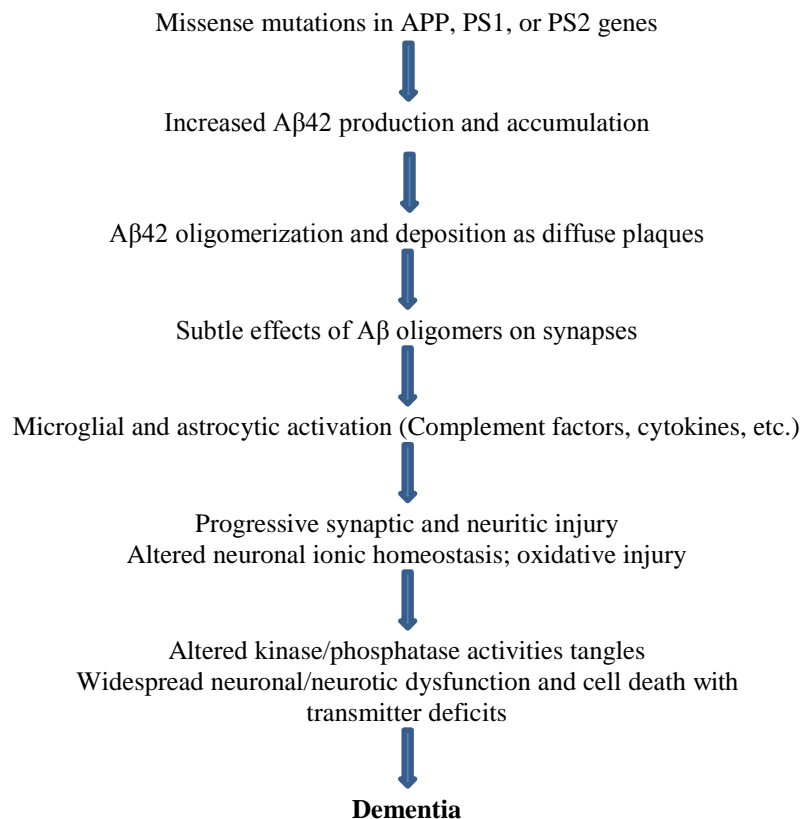 Missense mutations in APP, PS1, or PS2 genes
Increased Aβ42 production and accumulation
Aβ42 oligomerization and deposition as diffuse plaques
Subtle effects of Aβ oligomers on synapses
Microglial and astrocytic activation (Complement factors, cytokines, etc.)
Progressive synaptic and neuritic injury
Altered neuronal ionic homeostasis; oxidative injury
Altered kinase/phosphatase activities tangles
Widespread neuronal/neurotic dysfunction and cell death with
transmitter deficits
Dementia